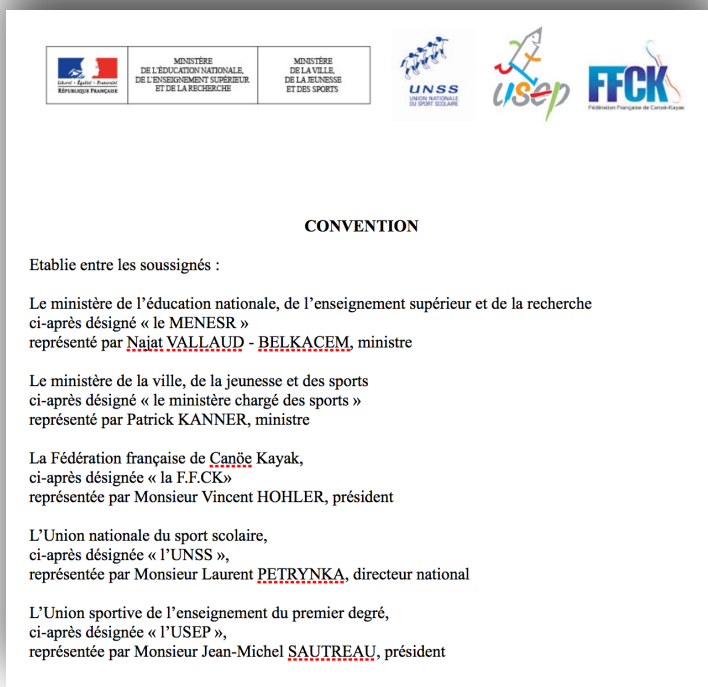 Liberté • Égalité • Fraternité
RÉPUBLIQUE FRANÇAISE
MINISTÈRE
DE L'ÉDUCATION NATIONALE,
DE L'ENSEIGNEMENT SUPÉRIEUR
ET DE LA RECHERCHE
MINISTÈRE
DE LA VILLE,
DE LA JEUNESSE
ET DES SPORTS
UNSS
UNION NATIONALE
DU SPORT SCOLAIRE
usep
FFCK
Fédération Française de Canoë-Kayak
CONVENTION
Etablie entre les soussignés :
Le ministère de l'éducation nationale, de l'enseignement supérieur et de la recherche
ci-après désigné « le MENESR »
représenté par Najat VALLAUD - BELKACEM, ministre
Le ministère de la ville, de la jeunesse et des sports
ci-après désigné « le ministère chargé des sports »
représenté par Patrick KANNER, ministre
La Fédération française de Canöe Kayak,
ci-après désignée « la F.F.CK»
représentée par Monsieur Vincent HOHLER, président
L'Union nationale du sport scolaire,
ci-après désignée « l'UNSS »,
représentée par Monsieur Laurent PETRYNKA, directeur national
L'Union sportive de l'enseignement du premier degré,
ci-après désignée « l'USEP »,
représentée par Monsieur Jean-Michel SAUTREAU, président